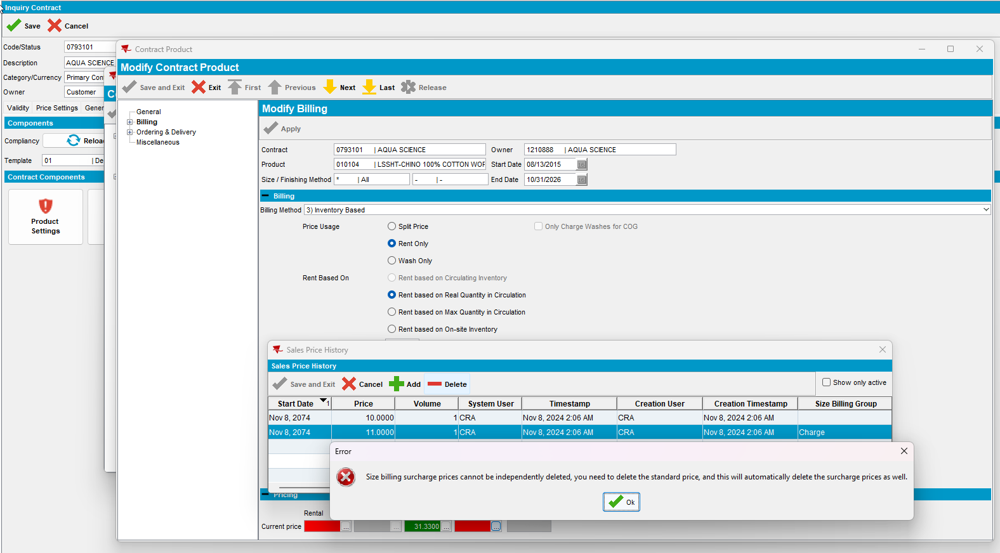 Inquiry Contract
Save Cancel
Code/Status 0793101
Description AQUA SCIENCE
Category/Currency Primary Con
Owner Customer
Validity Price Settings Gener
Components
Compliancy Reloa
Template 01 | De
Contract Components
Product
Settings
C
Contract Product
Modify Contract Product
Save and Exit Exit First Previous Next Last Release
General
Billing
Ordering & Delivery
Miscellaneous
Modify Billing
Apply
Contract 0793101 | AQUA SCIENCE Owner 1210888 | AQUA SCIENCE
Product 010104 | LSSHT-CHINO 100% COTTON WOR Start Date 08/13/2015 16
Size / Finishing Method * | All - | - End Date 10/31/2026 16
Billing
Billing Method 3) Inventory Based
Price Usage Split Price Only Charge Washes for COG
Rent Only
Wash Only
Rent Based On Rent based on Circulating Inventory
Rent based on Real Quantity in Circulation
Rent based on Max Quantity in Circulation
Rent based on On-site Inventory
Sales Price History
Sales Price History
Save and Exit Cancel Add Delete Show only active
Start Date 1 Price Volume System User Timestamp Creation User Creation Timestamp Size Billing Group
Nov 8, 2074 10.0000 1 CRA Nov 8, 2024 2:06 AM CRA Nov 8, 2024 2:06 AM
Nov 8, 2074 11.0000 1 CRA Nov 8, 2024 2:06 AM CRA Nov 8, 2024 2:06 AM Charge
Error
Size billing surcharge prices cannot be independently deleted, you need to delete the standard price, and this will automatically delete the surcharge prices as well.
Ok
Pricing
Rental
Current price ... ... 31.3300 ... ...